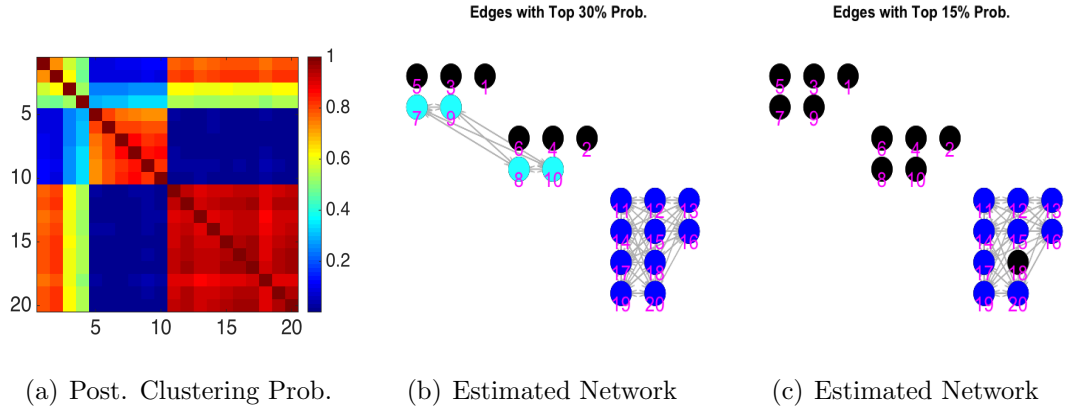 Edges with Top 30% Prob.
Edges with Top 15% Prob.
1
0.8
0.6
0.4
0.2
5
10
15
20
5
10
15
20
5 3 1
7 9
6 4 2
8 10
11 12 13
14 15 16
17 18
19 20
5 3 1
7 9
6 4 2
8 10
11 12 13
14 15 16
17 18
19 20
(a) Post. Clustering Prob.
(b) Estimated Network
(c) Estimated Network